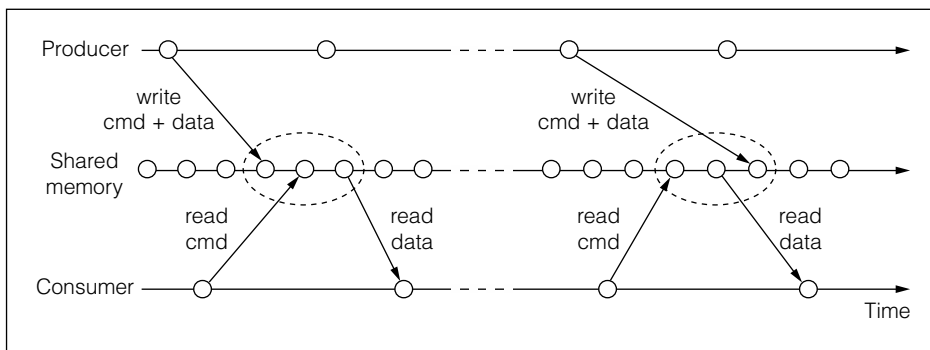 Producer
write
cmd + data
write
cmd + data
Shared
memory
read
cmd
read
data
read
cmd
read
data
Consumer
Time